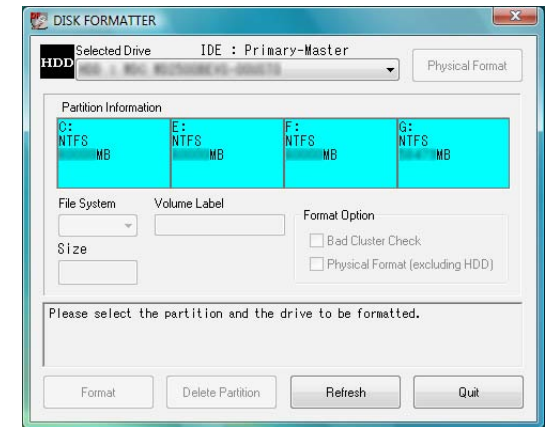 DISK FORMATTER
Selected Drive IDE : Primary-Master
HDD
Physical Format
Partition Information
C: E: F: G:
NTFS NTFS NTFS NTFS
MB MB MB MB
File System Volume Label
Format Option
Bad Cluster Check
Size
Physical Format (excluding HDD)
Please select the partition and the drive to be formatted.
Format Delete Partition Refresh Quit